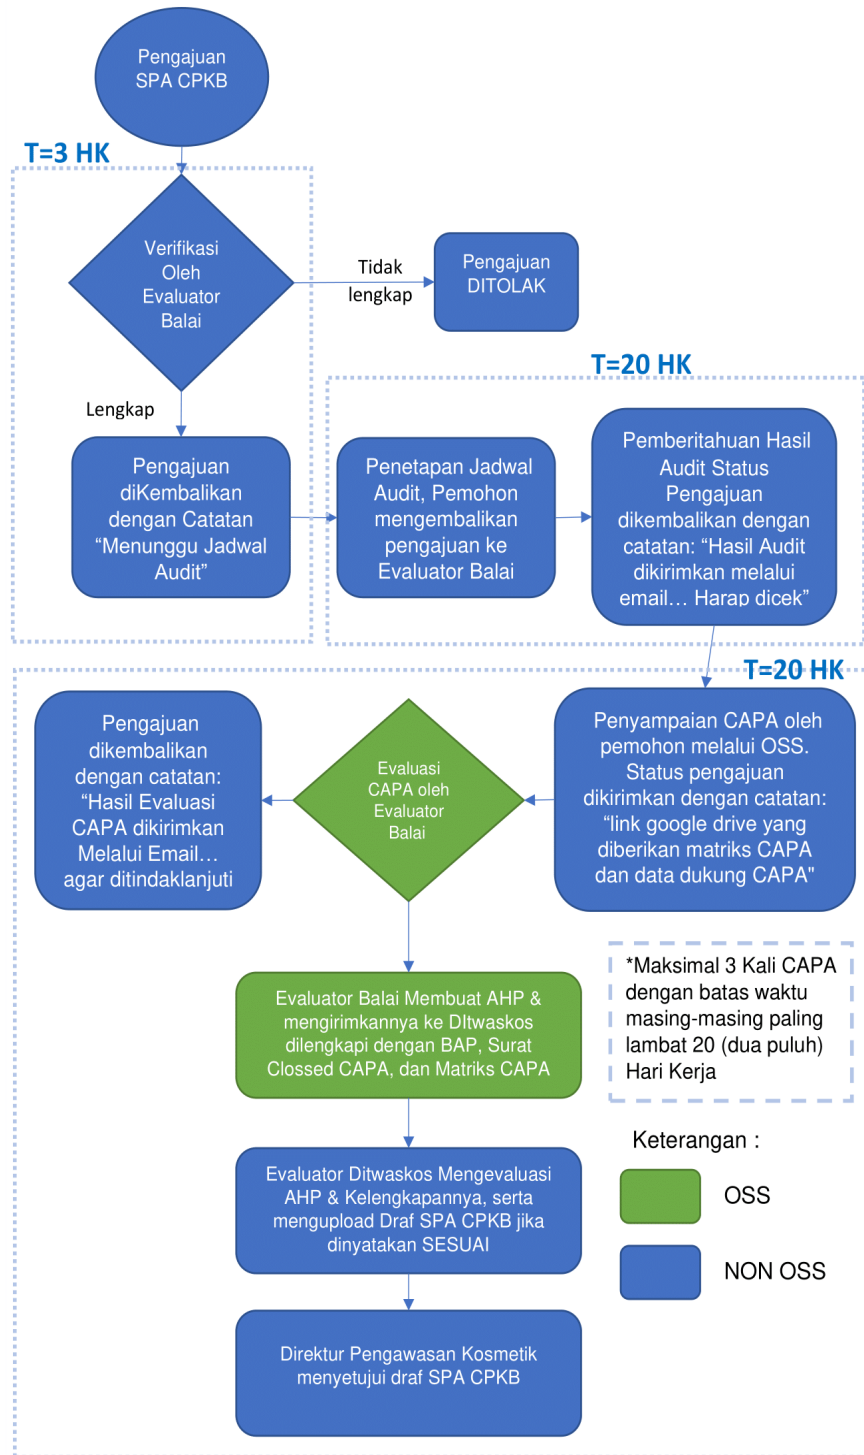 Pengajuan
SPA CPKB
T=3 HK
Verifikasi
Oleh
Evaluator
Balai
Tidak
lengkap
Pengajuan
DITOLAK
Lengkap
T=20 HK
Pengajuan
diKembalikan
dengan Catatan
“Menunggu Jadwal
Audit”
Penetapan Jadwal
Audit, Pemohon
mengembalikan
pengajuan ke
Evaluator Balai
Pemberitahuan Hasil
Audit Status
Pengajuan
dikembalikan dengan
catatan: “Hasil Audit
dikirimkan melalui
email… Harap dicek”
T=20 HK
Penyampaian CAPA oleh
pemohon melalui OSS.
Status pengajuan
dikirimkan dengan catatan:
“link google drive yang
diberikan matriks CAPA
dan data dukung CAPA"
Evaluasi
CAPA oleh
Evaluator
Balai
Pengajuan
dikembalikan
dengan catatan:
“Hasil Evaluasi
CAPA dikirimkan
Melalui Email…
agar ditindaklanjuti
*Maksimal 3 Kali CAPA
dengan batas waktu
masing-masing paling
lambat 20 (dua puluh)
Hari Kerja
Evaluator Balai Membuat AHP &
mengirimkannya ke DItwaskos
dilengkapi dengan BAP, Surat
Clossed CAPA, dan Matriks CAPA
Evaluator Ditwaskos Mengevaluasi
AHP & Kelengkapannya, serta
mengupload Draf SPA CPKB jika
dinyatakan SESUAI
Direktur Pengawasan Kosmetik
menyetujui draf SPA CPKB
Keterangan :
OSS
NON OSS